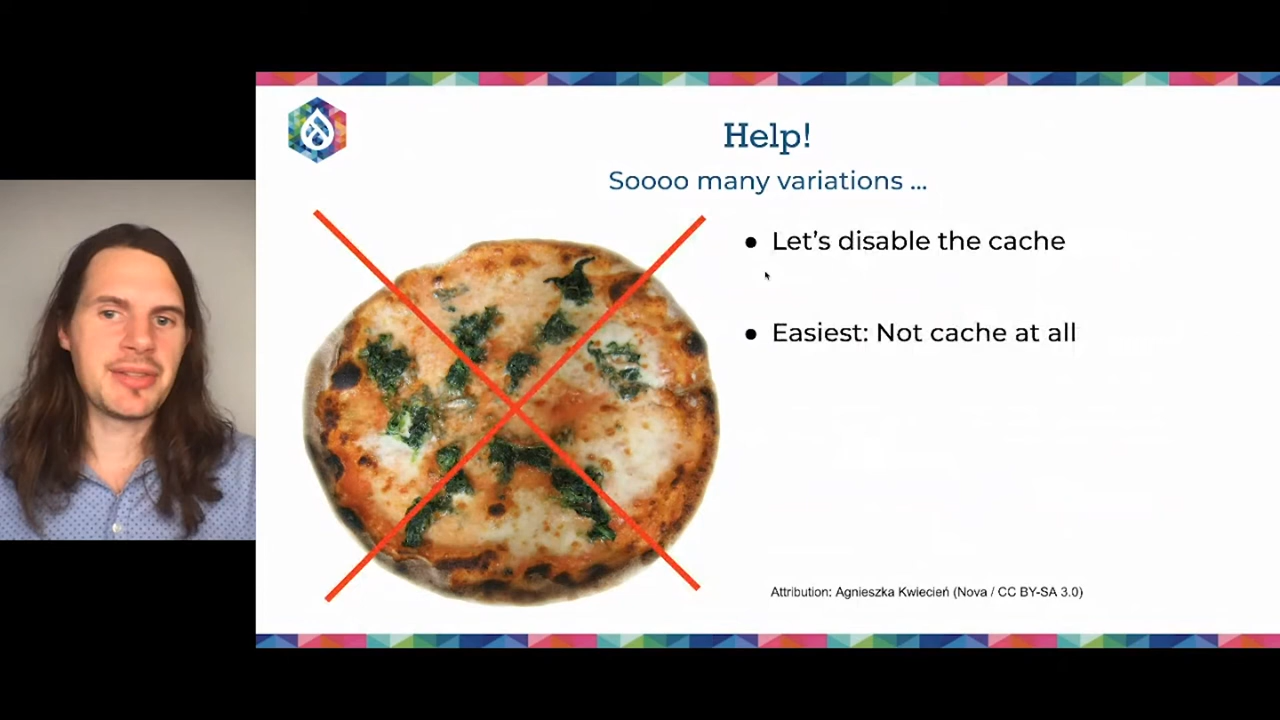 Help!
Soooo many variations ...
● Let's disable the cache
● Easiest: Not cache at all
Attribution: Agnieszka Kwiecień (Nova / CC BY-SA 3.0)